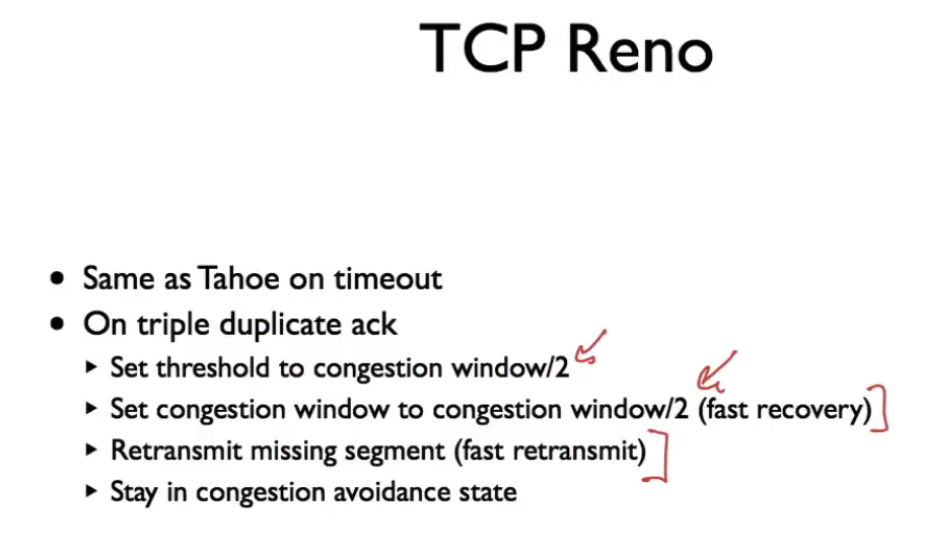 TCP Reno
• Same as Tahoe on timeout
• On triple duplicate ack
‣ Set threshold to congestion window/2
‣ Set congestion window to congestion window/2 (fast recovery)
‣ Retransmit missing segment (fast retransmit)
‣ Stay in congestion avoidance state